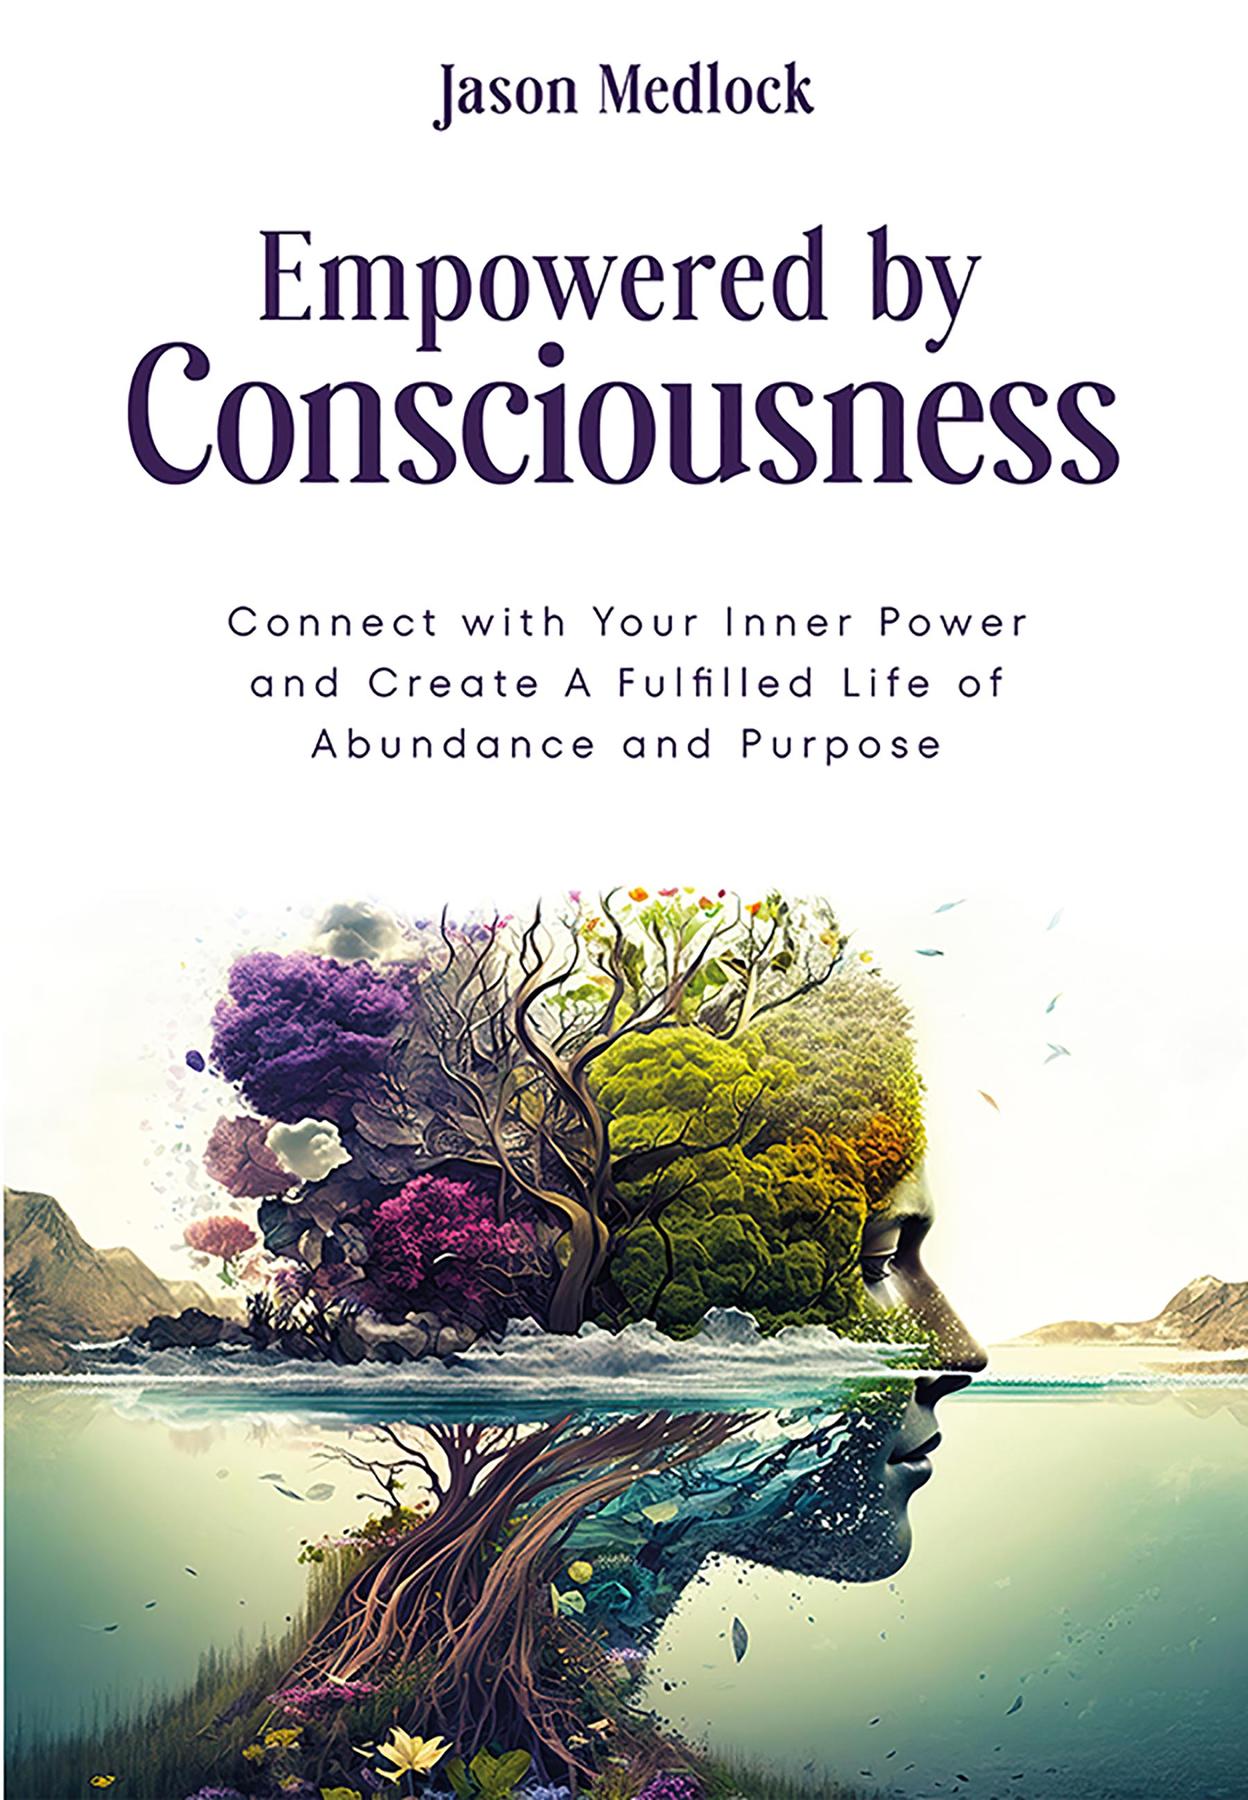 Jason Medlock
Empowered by
Consciousness
Connect with Your Inner Power
and Create A Fulfilled Life of
Abundance and Purpose